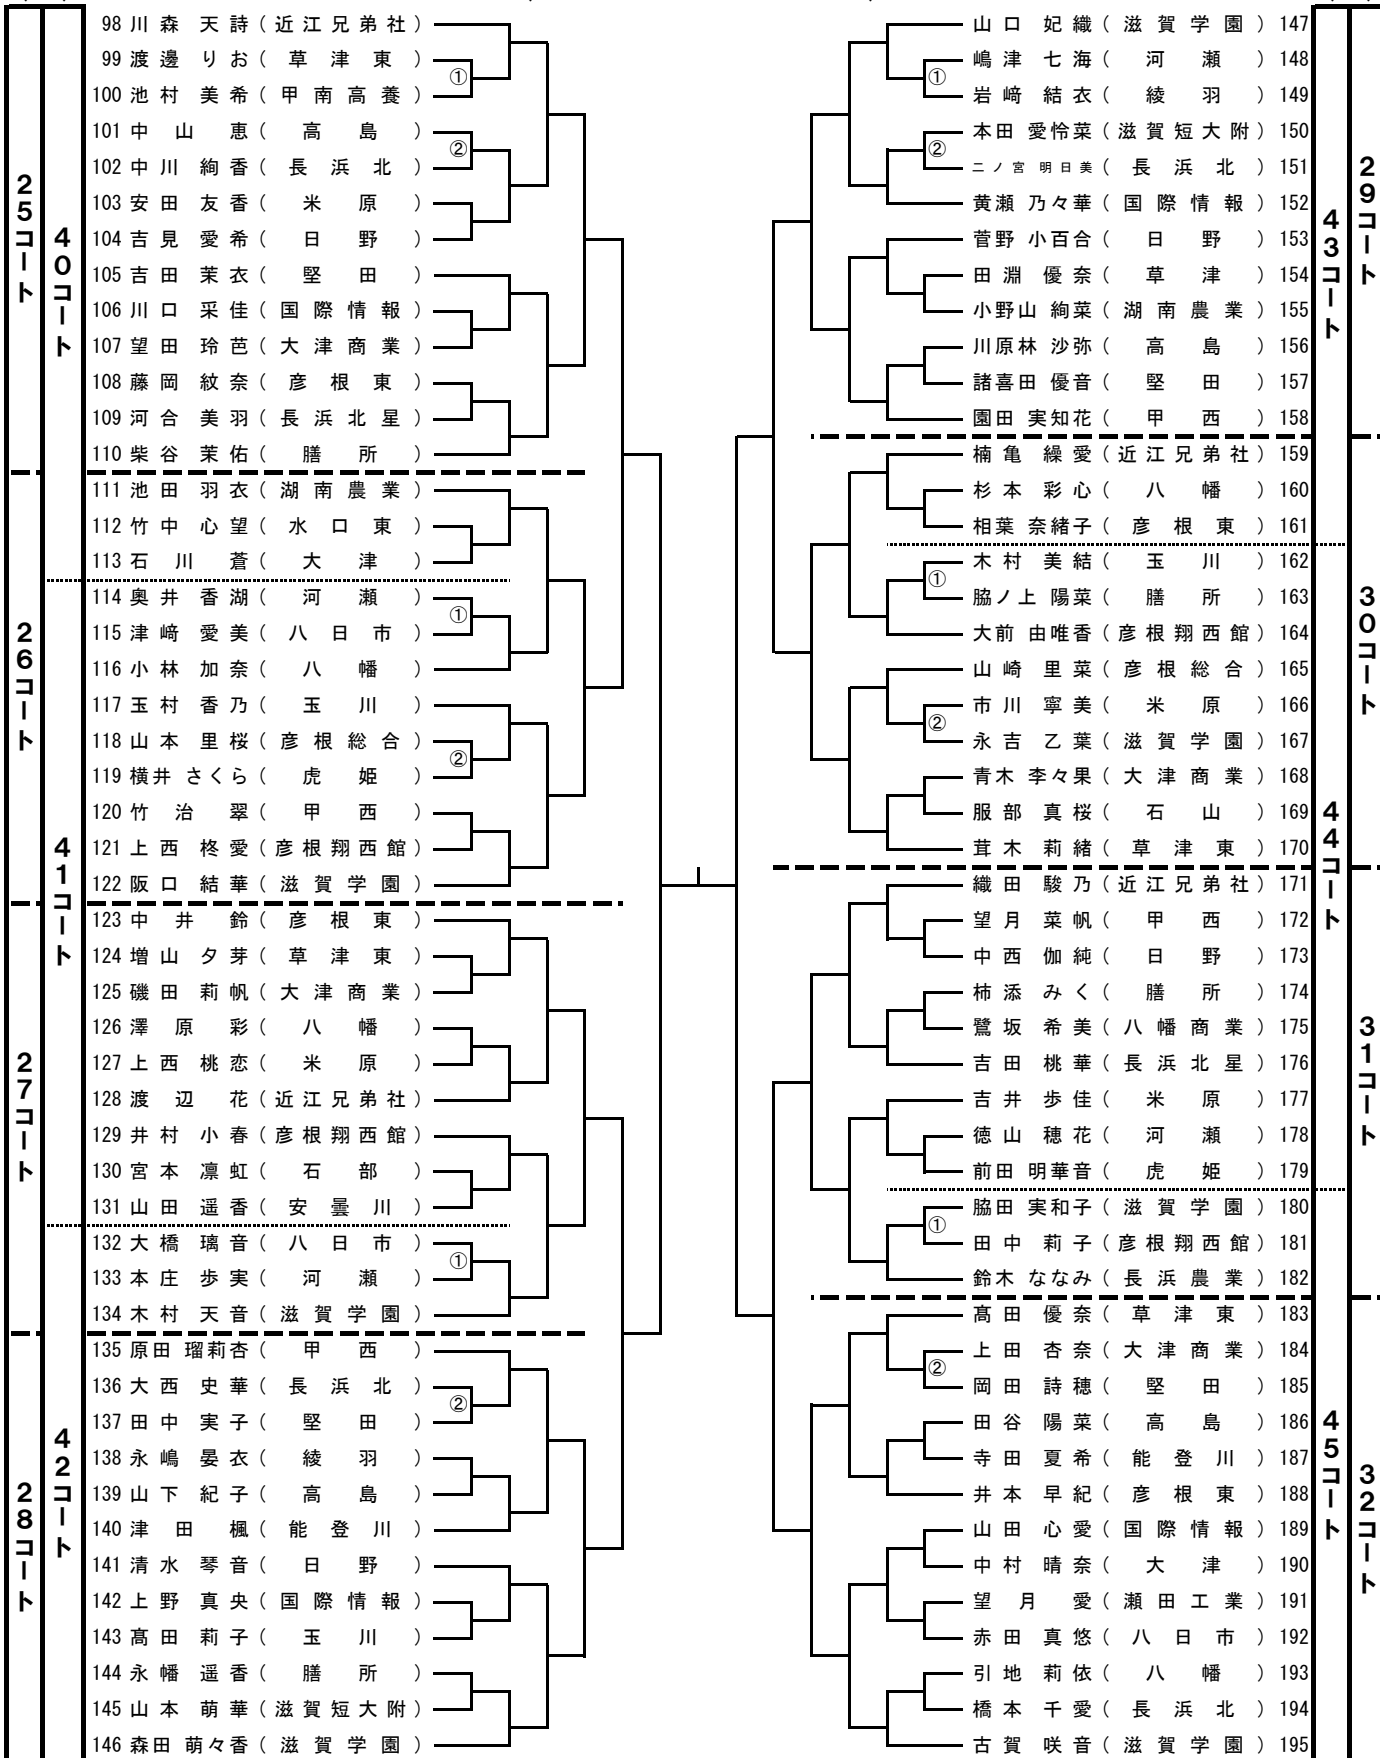 25コート
40コート
26コート
41コート
27コート
42コート
28コート
98 川森 天詩 (近江兄弟社)
99 渡邊 りお (草津東)
①
100 池村 美希 (甲南高養)
101 中山 恵 (高島)
②
102 中川 絢香 (長浜北)
103 安田 友香 (米原)
104 吉見 愛希 (日野)
105 吉田 茉衣 (堅田)
106 川口 采佳 (国際情報)
107 望田 玲芭 (大津商業)
108 藤岡 紋奈 (彦根東)
109 河合 美羽 (長浜北星)
110 柴谷 茉佑 (膳所)
111 池田 羽衣 (湖南農業)
112 竹中 心望 (水口東)
113 石川 蒼 (大津)
114 奥井 香湖 (河瀬)
①
115 津﨑 愛美 (八日市)
116 小林 加奈 (八幡)
117 玉村 香乃 (玉川)
118 山本 里桜 (彦根総合)
②
119 横井 さくら (虎姫)
120 竹治 翠 (甲西)
121 上西 柊愛 (彦根翔西館)
122 阪口 結華 (滋賀学園)
123 中井 鈴 (彦根東)
124 増山 夕芽 (草津東)
125 磯田 莉帆 (大津商業)
126 澤原 彩 (八幡)
127 上西 桃恋 (米原)
128 渡辺 花 (近江兄弟社)
129 井村 小春 (彦根翔西館)
130 宮本 凛虹 (石部)
131 山田 遥香 (安曇川)
132 大橋 璃音 (八日市)
①
133 本庄 歩実 (河瀬)
134 木村 天音 (滋賀学園)
135 原田 瑠莉杏 (甲西)
136 大西 史華 (長浜北)
②
137 田中 実子 (堅田)
138 永嶋 晏衣 (綾羽)
139 山下 紀子 (高島)
140 津田 楓 (能登川)
141 清水 琴音 (日野)
142 上野 真央 (国際情報)
143 髙田 莉子 (玉川)
144 永幡 遥香 (膳所)
145 山本 萌華 (滋賀短大附)
146 森田 萌々香 (滋賀学園)
山口 妃織 (滋賀学園) 147
嶋津 七海 (河瀬) 148
①
岩﨑 結衣 (綾羽) 149
本田 愛怜菜 (滋賀短大附) 150
②
二ノ宮 明日美 (長浜北) 151
黄瀬 乃々華 (国際情報) 152
菅野 小百合 (日野) 153
田淵 優奈 (草津) 154
小野山 絢菜 (湖南農業) 155
川原林 沙弥 (高島) 156
諸喜田 優音 (堅田) 157
園田 実知花 (甲西) 158
楠亀 繰愛 (近江兄弟社) 159
杉本 彩心 (八幡) 160
相葉 奈緒子 (彦根東) 161
木村 美結 (玉川) 162
①
脇ノ上 陽菜 (膳所) 163
大前 由唯香 (彦根翔西館) 164
山崎 里菜 (彦根総合) 165
市川 寧美 (米原) 166
②
永吉 乙葉 (滋賀学園) 167
青木 李々果 (大津商業) 168
服部 真桜 (石山) 169
茸木 莉緒 (草津東) 170
織田 駿乃 (近江兄弟社) 171
望月 菜帆 (甲西) 172
中西 伽純 (日野) 173
柿添 みく (膳所) 174
鷺坂 希美 (八幡商業) 175
吉田 桃華 (長浜北星) 176
吉井 歩佳 (米原) 177
徳山 穂花 (河瀬) 178
前田 明華音 (虎姫) 179
脇田 実和子 (滋賀学園) 180
①
田中 莉子 (彦根翔西館) 181
鈴木 ななみ (長浜農業) 182
髙田 優奈 (草津東) 183
上田 杏奈 (大津商業) 184
②
岡田 詩穂 (堅田) 185
田谷 陽菜 (高島) 186
寺田 夏希 (能登川) 187
井本 早紀 (彦根東) 188
山田 心愛 (国際情報) 189
中村 晴奈 (大津) 190
望月 愛 (瀬田工業) 191
赤田 真悠 (八日市) 192
引地 莉依 (八幡) 193
橋本 千愛 (長浜北) 194
古賀 咲音 (滋賀学園) 195
43コート
29コート
30コート
44コート
31コート
45コート
32コート